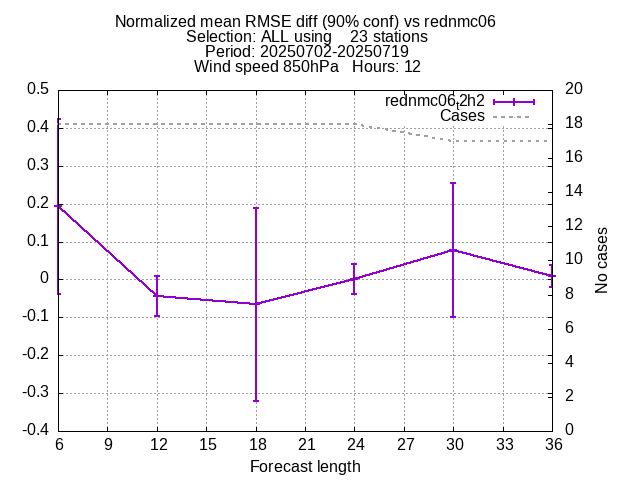 Normalized mean RMSE diff (90% conf) vs rednmc06
Selection: ALL using    23 stations
Period: 20250702-20250719
Wind speed 850hPa   Hours: 12
rednmc06,2h2
Cases
0.5
0.4
0.3
0.2
0.1
0
-0.1
-0.2
-0.3
-0.4
20
18
16
14
12
10
8
6
4
2
0
No cases
6 9 12 15 18 21 24 27 30 33 36
Forecast length